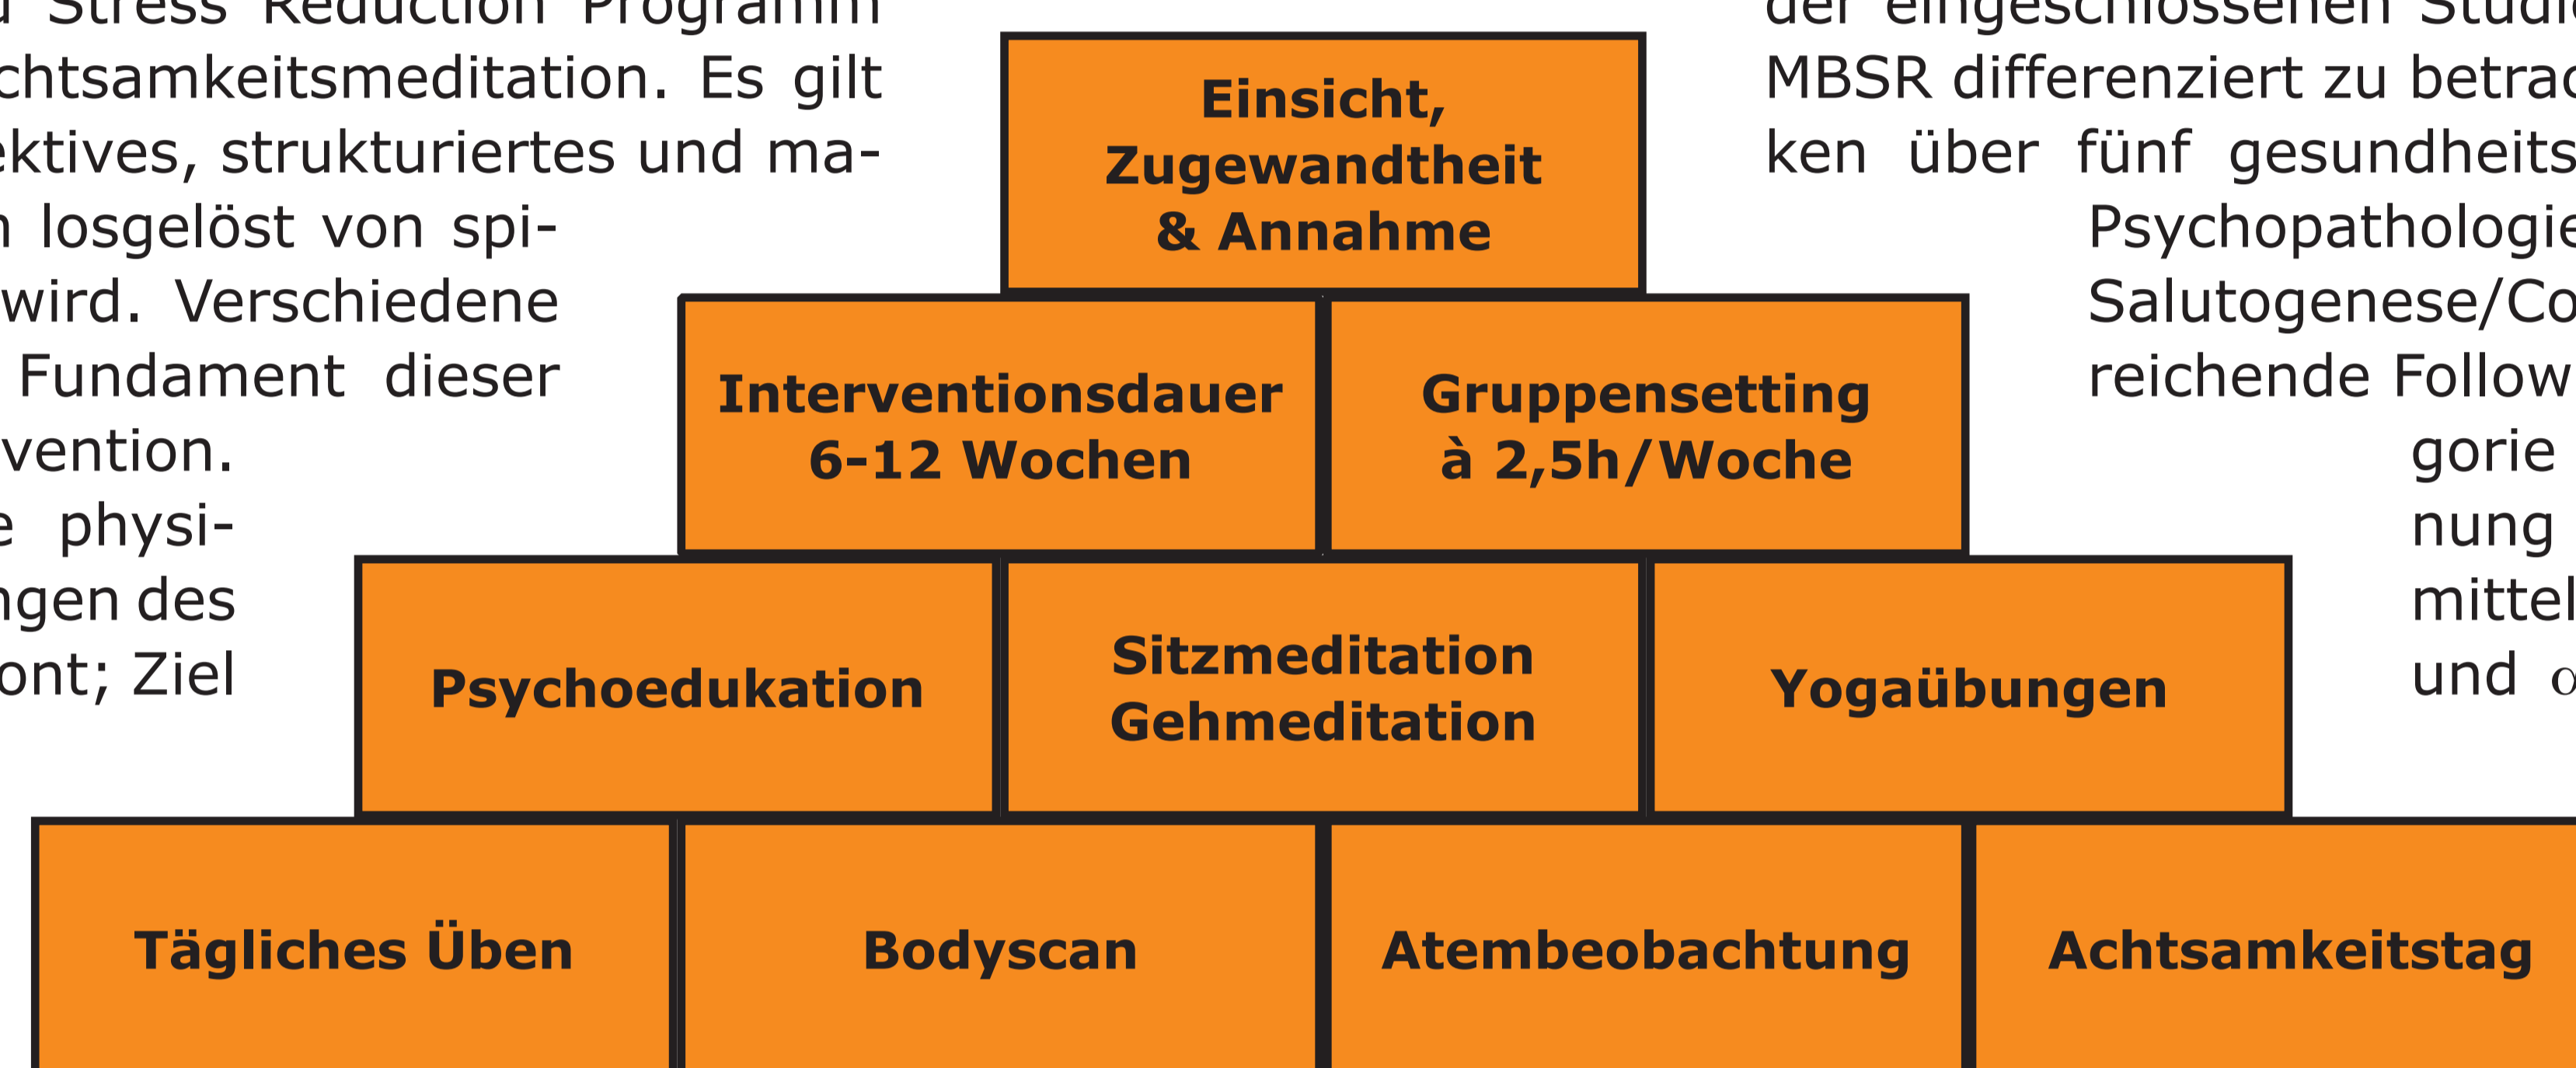 Stress Reduction Programm
chtsamkeitsmeditation. Es gilt
ektives, strukturiertes und ma-
n losgelöst von spi-
wird. Verschiedene
Fundament dieser
vention.
e physi-
ngen des
ont; Ziel
Einsicht,
Zugewandtheit
& Annahme
Interventionsdauer
6-12 Wochen
Gruppensetting
à 2,5h/Woche
Psychoedukation
Sitzmeditation
Gehmeditation
Yogaübungen
Tägliches Üben
Bodyscan
Atembeobachtung
Achtsamkeitstag
der eingeschlossenen Studi
MBSR differenziert zu betrac
ken über fünf gesundheits
Psychopathologie
Salutogenese/Co
reichende Follow
gorie
nung
mittel
und α